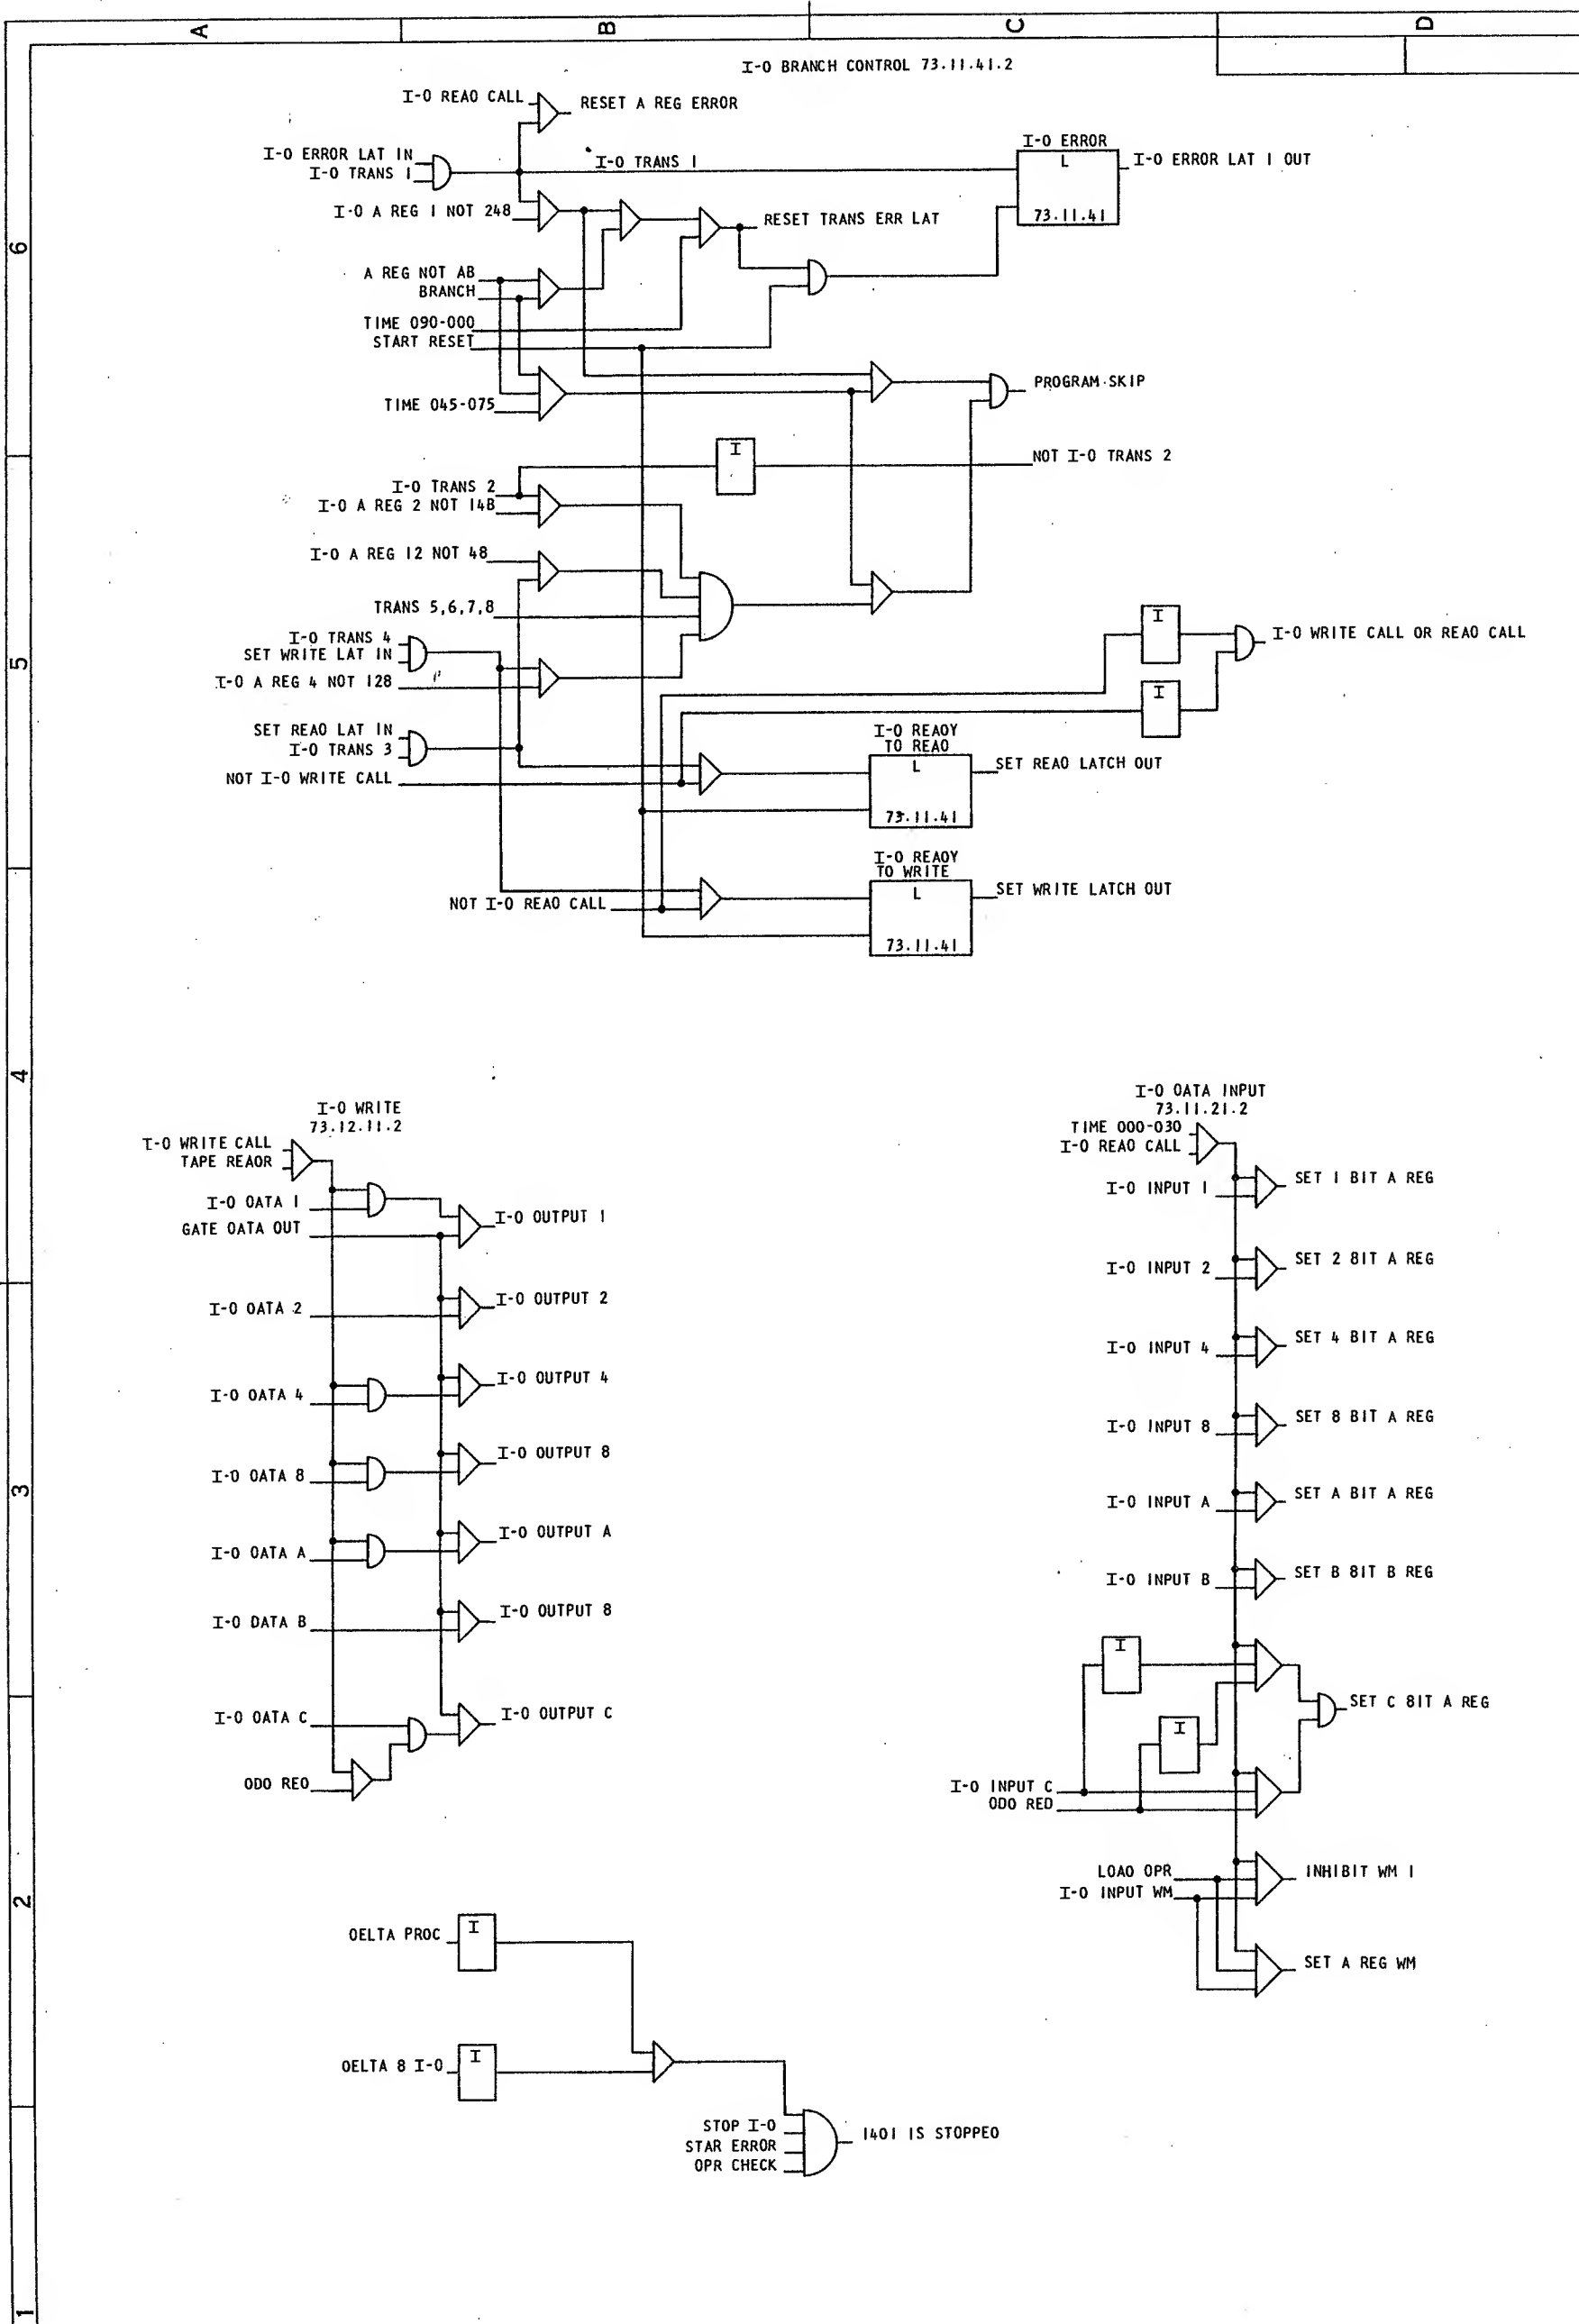 A
B
C
D
I-O BRANCH CONTROL 73.11.41.2
I-O REAO CALL
RESET A REG ERROR
I-O ERROR LAT IN
I-O TRANS 1
I-O TRANS 1
I-O ERROR
L
73.11.41
I-O ERROR LAT 1 OUT
I-O A REG 1 NOT 248
RESET TRANS ERR LAT
6
A REG NOT AB
BRANCH
TIME 090-000
START RESET
TIME 045-075
PROGRAM SKIP
I
NOT I-O TRANS 2
I-O TRANS 2
I-O A REG 2 NOT 14B
I-O A REG 12 NOT 48
TRANS 5,6,7,8
I-O TRANS 4
SET WRITE LAT IN
I-O A REG 4 NOT 128
5
I
I-O WRITE CALL OR REAO CALL
I
SET REAO LAT IN
I-O TRANS 3
NOT I-O WRITE CALL
I-O REAOY
TO REAO
L
73.11.41
SET REAO LATCH OUT
I-O REAOY
TO WRITE
L
73.11.41
SET WRITE LATCH OUT
NOT I-O REAO CALL
4
I-O WRITE
73.12.11.2
I-O WRITE CALL
TAPE REAOR
I-O OATA 1
GATE OATA OUT
I-O OUTPUT 1
I-O OATA 2
I-O OUTPUT 2
I-O OATA 4
I-O OUTPUT 4
I-O OATA 8
I-O OUTPUT 8
I-O OATA A
I-O OUTPUT A
I-O DATA B
I-O OUTPUT 8
I-O OATA C
I-O OUTPUT C
ODO REO
I-O OATA INPUT
73.11.21.2
TIME 000-030
I-O REAO CALL
I-O INPUT 1
SET 1 BIT A REG
I-O INPUT 2
SET 2 8IT A REG
I-O INPUT 4
SET 4 BIT A REG
I-O INPUT 8
SET 8 BIT A REG
3
I-O INPUT A
SET A BIT A REG
I-O INPUT B
SET B 8IT B REG
I
I
SET C 8IT A REG
I-O INPUT C
ODO RED
LOAO OPR
I-O INPUT WM
INHIBIT WM 1
SET A REG WM
2
OELTA PROC
I
OELTA 8 I-O
I
STOP I-O
STAR ERROR
OPR CHECK
1401 IS STOPPEO
1